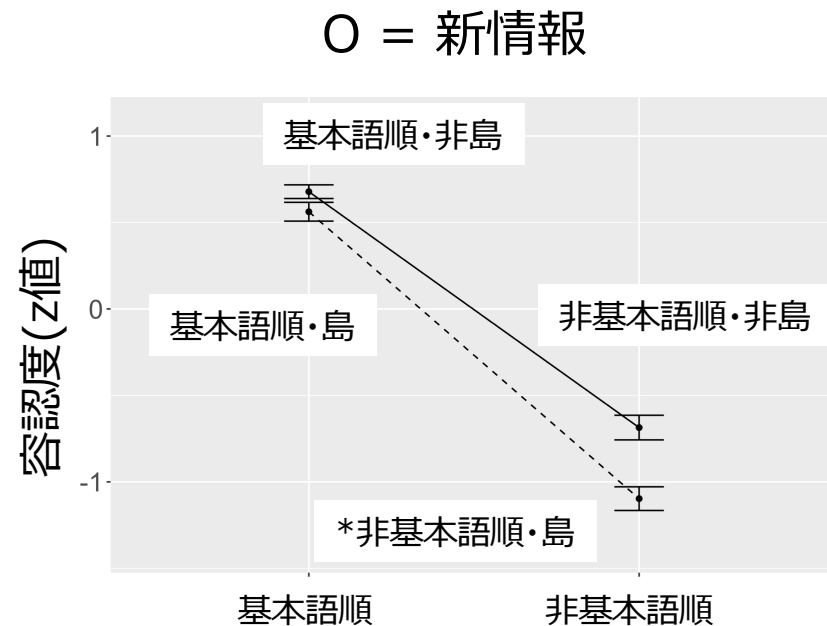 O = 新情報
基本語順・非島
1
容認度(z値)
0
基本語順・島
非基本語順・非島
-1
*非基本語順・島
基本語順
非基本語順